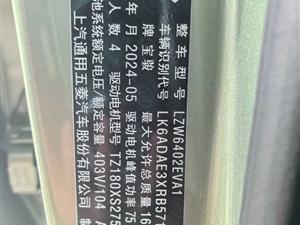 整车型号 LZW6402EVA1
牌 宝骏
车辆识别代号 LK6ADAE3XRB571
月 2024-05 最大允许总质量 16
人数 4 驱动电机峰值功率 75
池系统额定电压/额定容量 403V/104 驱动电机型号 TZ180XS275
上汽通用五菱汽车股份有限公司 制